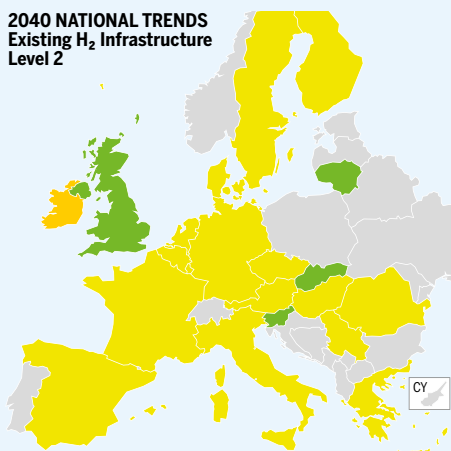 2040 NATIONAL TRENDS
Existing H₂ Infrastructure
Level 2
CY